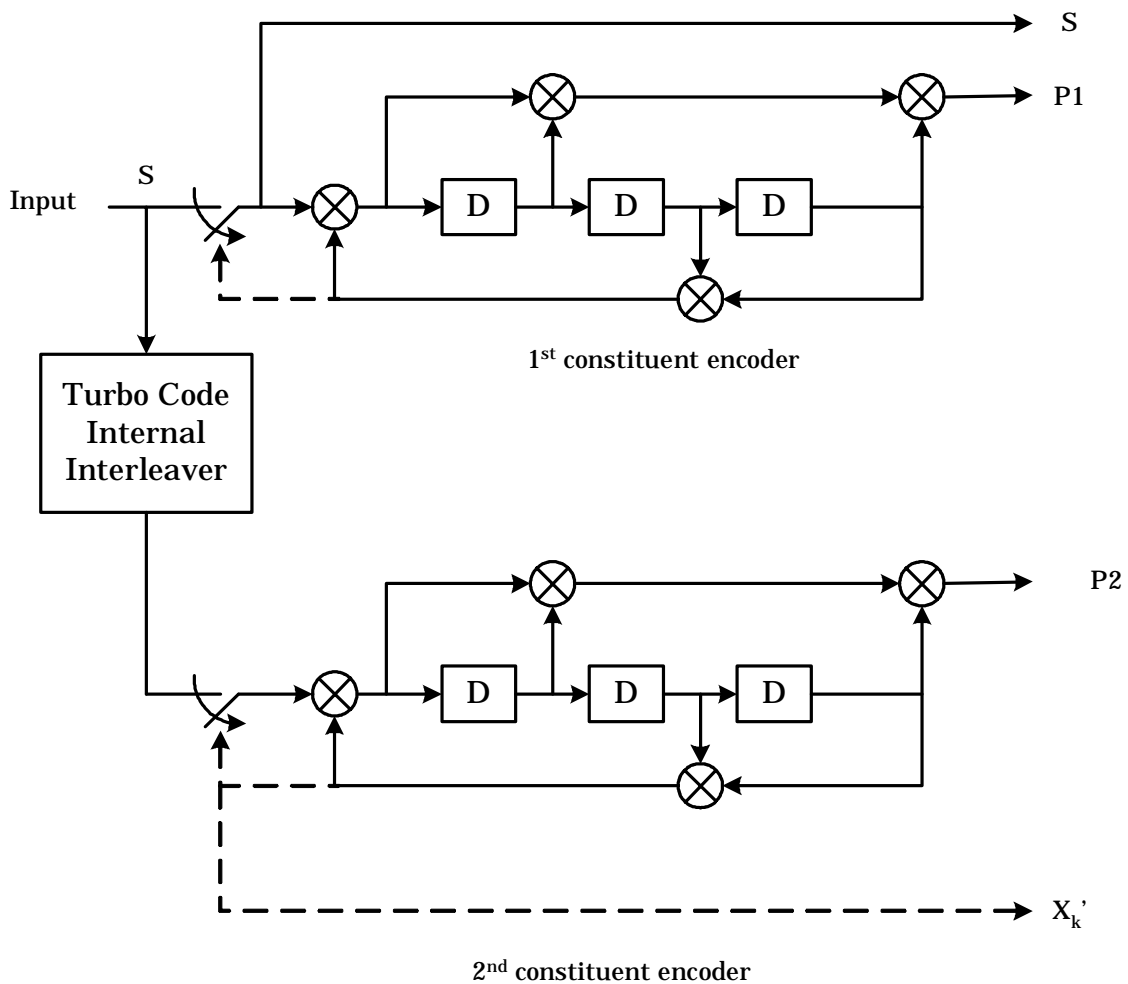 S
P1
S
Input
D
D
D
1st constituent encoder
Turbo Code
Internal
Interleaver
P2
D
D
D
Xk’
2nd constituent encoder